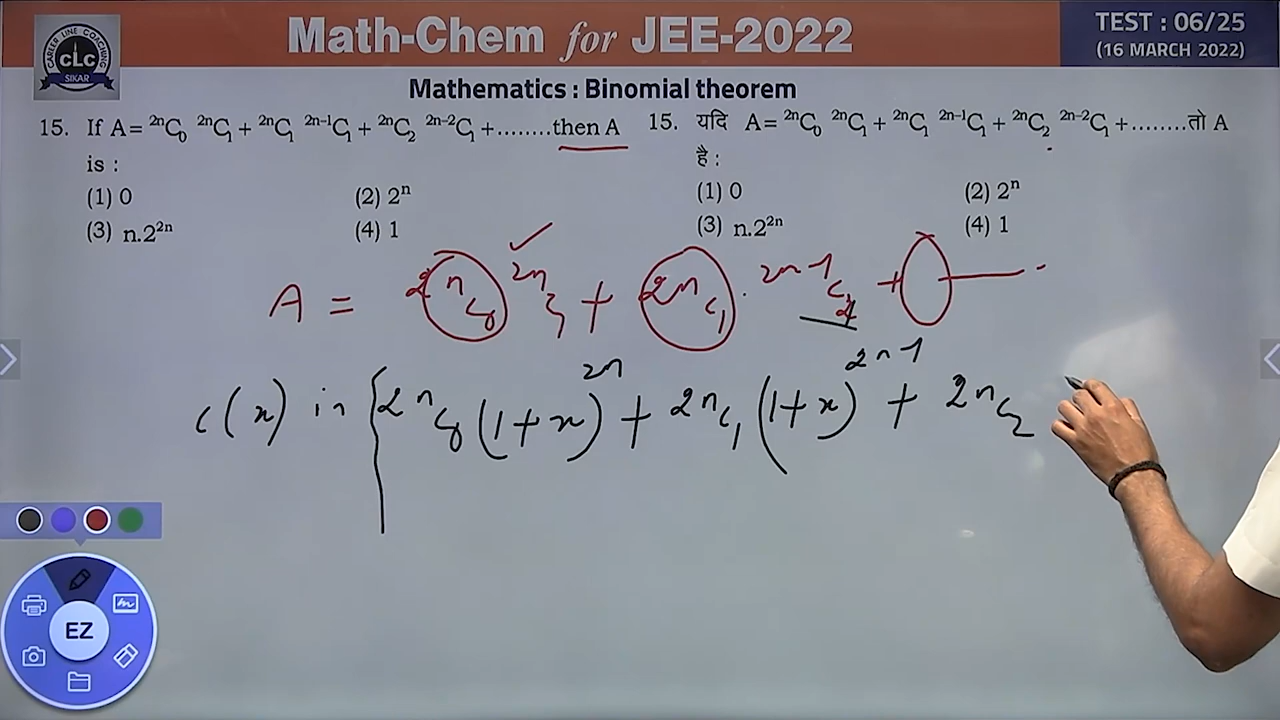 Math-Chem for JEE-2022
TEST : 06/25
(16 MARCH 2022)
CAREER LINE COACHING
CLC
SIKAR
Mathematics : Binomial theorem
15. If A= ²ⁿC₀ ²ⁿC₁ + ²ⁿC₁ ²ⁿ⁻¹C₁ + ²ⁿC₂ ²ⁿ⁻²C₁ +........then A
is :
(1) 0 (2) 2ⁿ
(3) n.2²ⁿ (4) 1
15. यदि A= ²ⁿC₀ ²ⁿC₁ + ²ⁿC₁ ²ⁿ⁻¹C₁ + ²ⁿC₂ ²ⁿ⁻²C₁ +........तो A
है :
(1) 0 (2) 2ⁿ
(3) n.2²ⁿ (4) 1
A = ²ⁿC₀ ²ⁿC₁ + ²ⁿC₁ . ²ⁿ⁻¹C₁ +
c(x) in { ²ⁿC₀ (1+x)²ⁿ + ²ⁿC₁ (1+x)²ⁿ⁻¹ + ²ⁿC₂
EZ